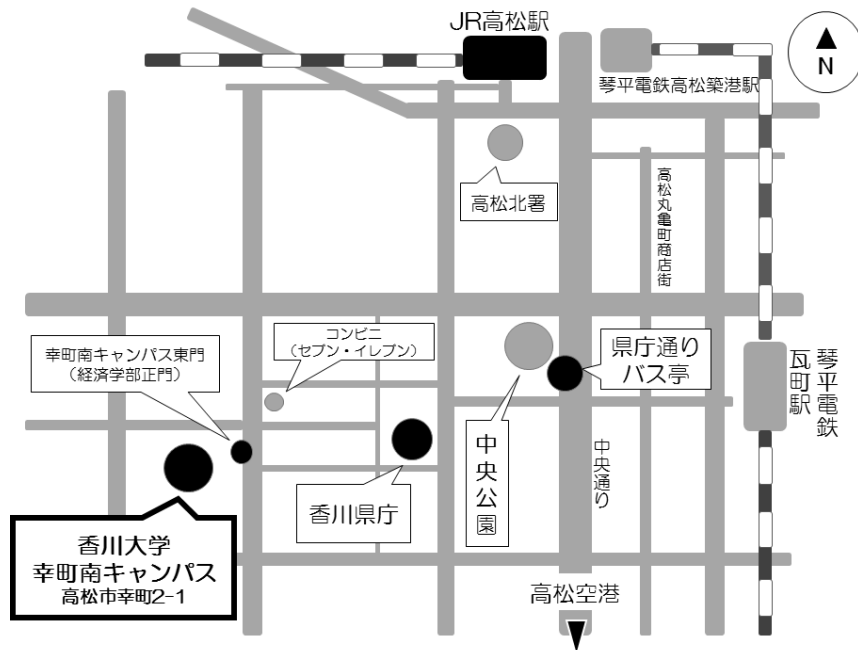 JR高松駅
琴平電鉄高松築港駅
N
高松北署
高松丸亀町商店街
幸町南キャンパス東門
（経済学部正門）
コンビニ
（セブン・イレブン）
県庁通り
バス亭
琴平電鉄
瓦町駅
中央公園
中央通り
香川県庁
香川大学
幸町南キャンパス
高松市幸町2-1
高松空港